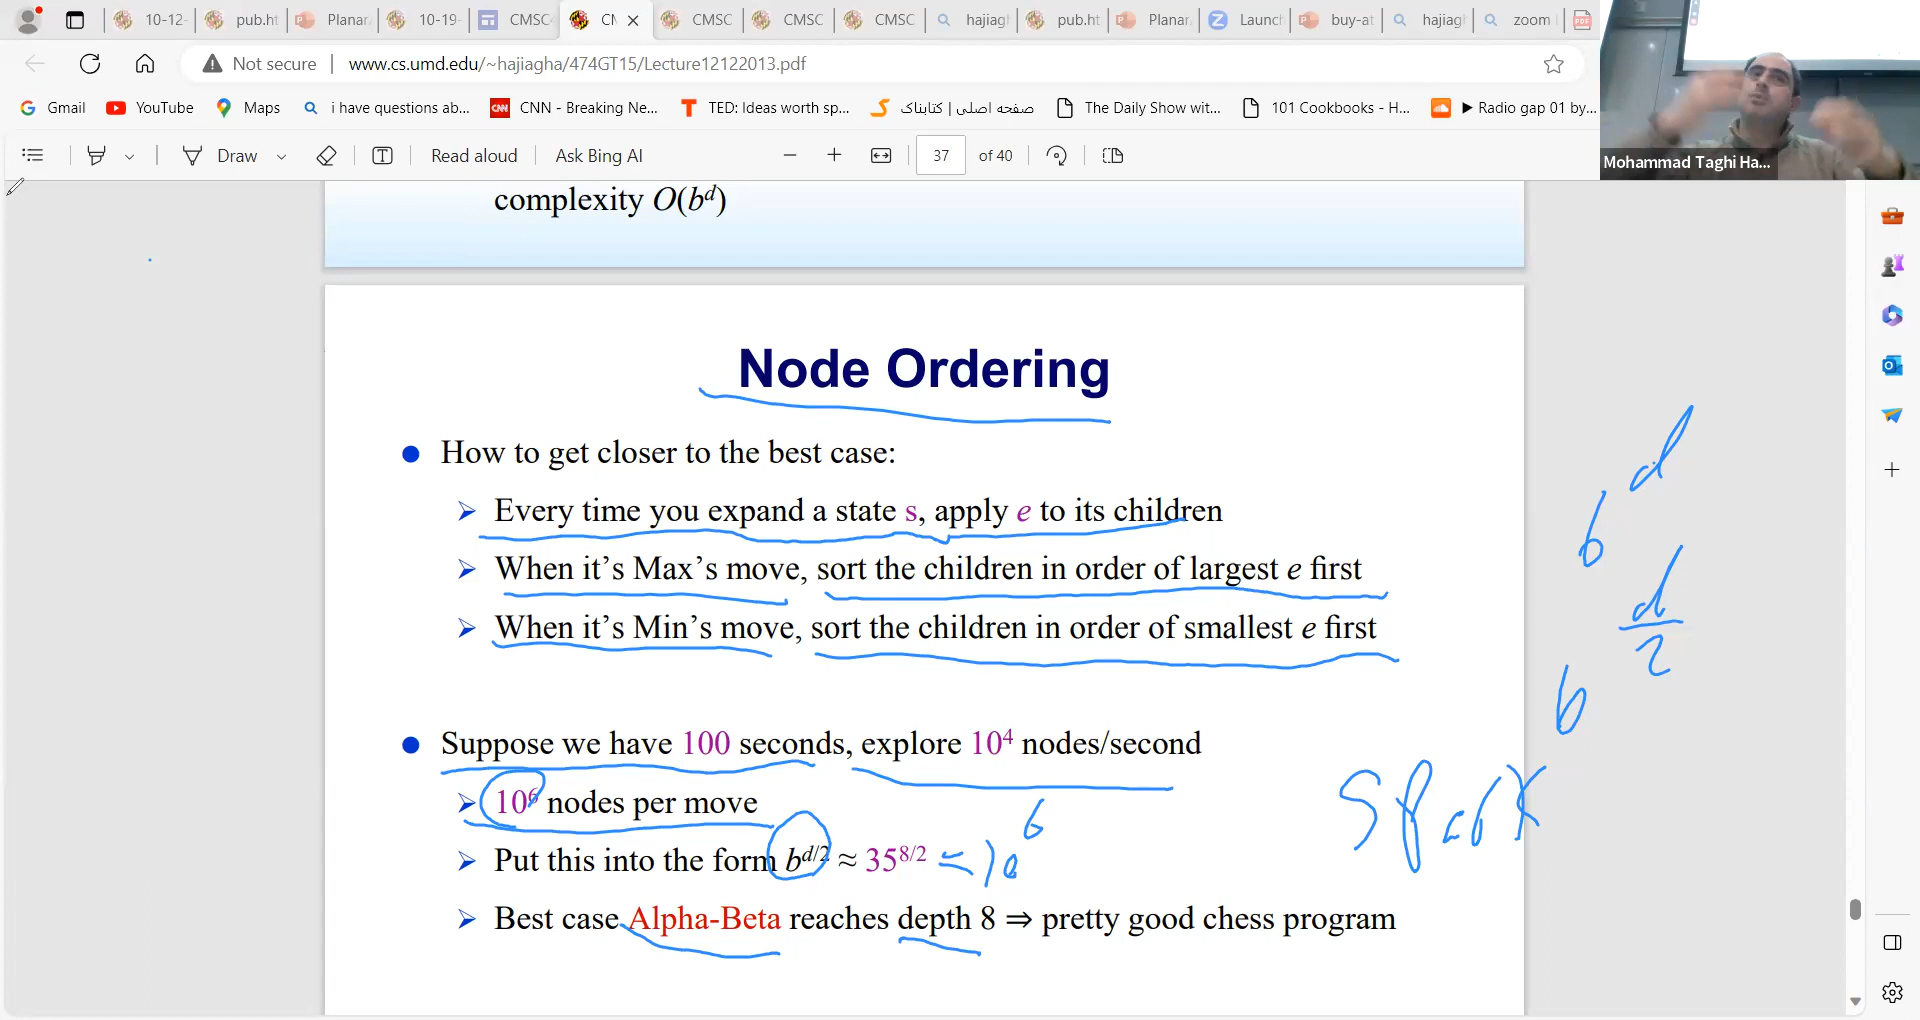 10-12- pub.ht Planar 10-19- CMSC CM CMSC CMSC CMSC hajiagh pub.ht Planar Launch buy-at hajiagh zoom
Not secure www.cs.umd.edu/~hajiagha/474GT15/Lecture12122013.pdf
Gmail YouTube Maps i have questions ab... CNN - Breaking Ne... TED: Ideas worth sp... صفحه اصلی | کتابناک The Daily Show wit... 101 Cookbooks - H... ▶ Radio gap 01 by...
Draw Read aloud Ask Bing AI 37 of 40
Mohammad Taghi Ha...
complexity O(b^d)
Node Ordering
How to get closer to the best case:
Every time you expand a state s, apply e to its children
When it's Max's move, sort the children in order of largest e first
When it's Min's move, sort the children in order of smallest e first
b^d
b^d/2
Suppose we have 100 seconds, explore 10^4 nodes/second
10^6 nodes per move
Put this into the form b^d/2 ≈ 35^8/2 ≈ 10^6
Best case Alpha-Beta reaches depth 8 ⇒ pretty good chess program